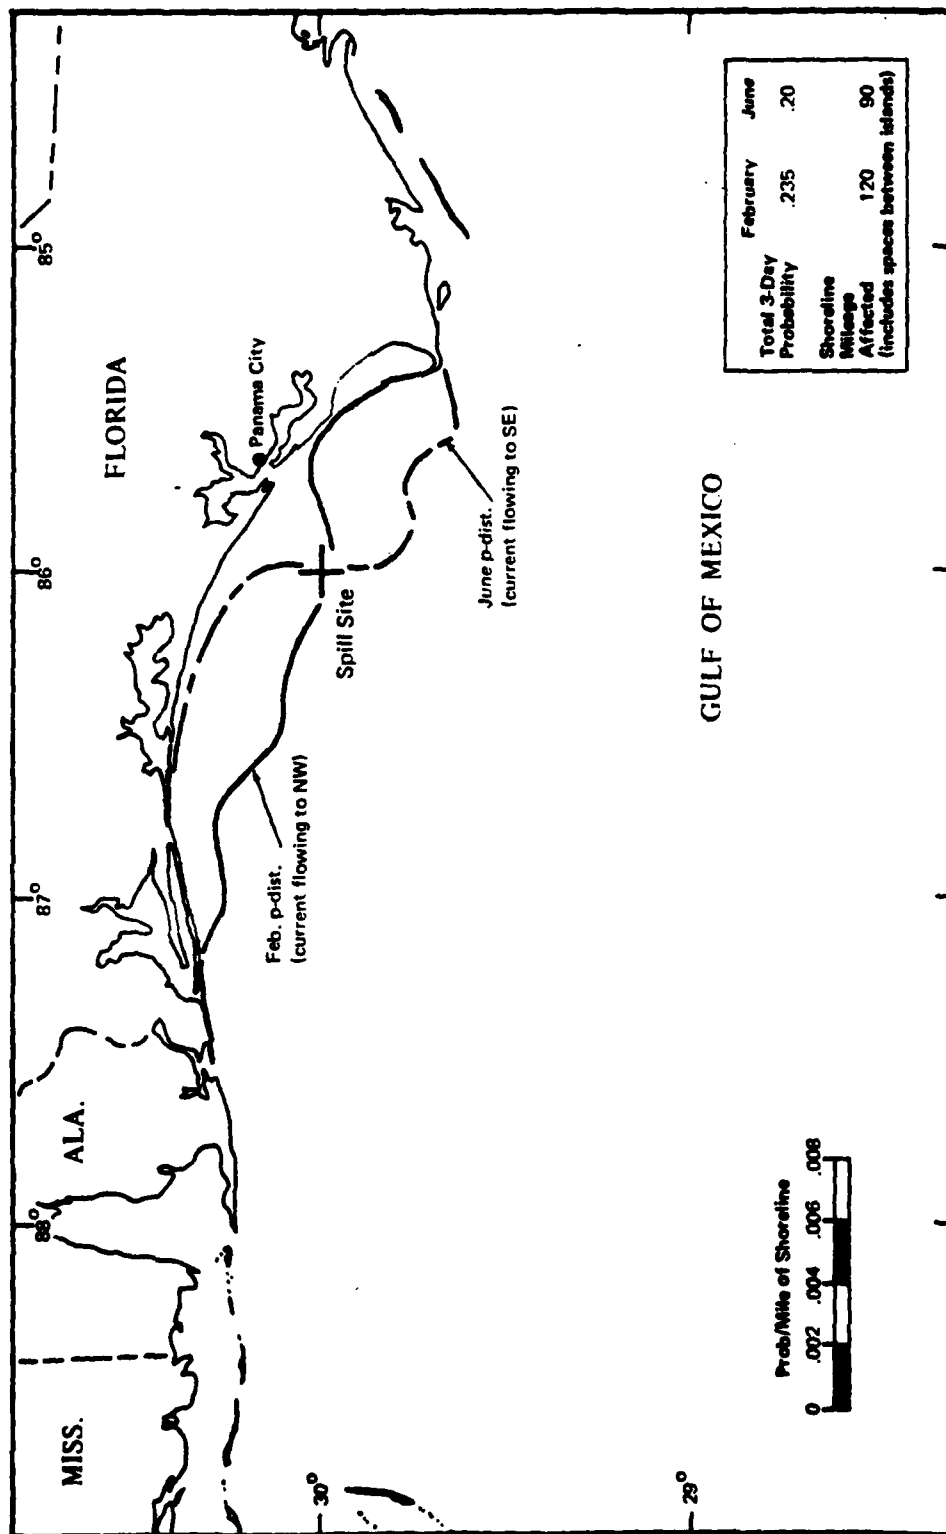 MISS.
ALA.
FLORIDA
88°
87°
86°
85°
30°
29°
Panama City
Spill Site
Feb. p-dist.
(current flowing to NW)
June p-dist.
(current flowing to SE)
GULF OF MEXICO
Prob/Mile of Shoreline
0 .002 .004 .006 .008
February June
Total 3-Day
Probability .235 .20
Shoreline
Mileage
Affected 120 90
(includes spaces between islands)